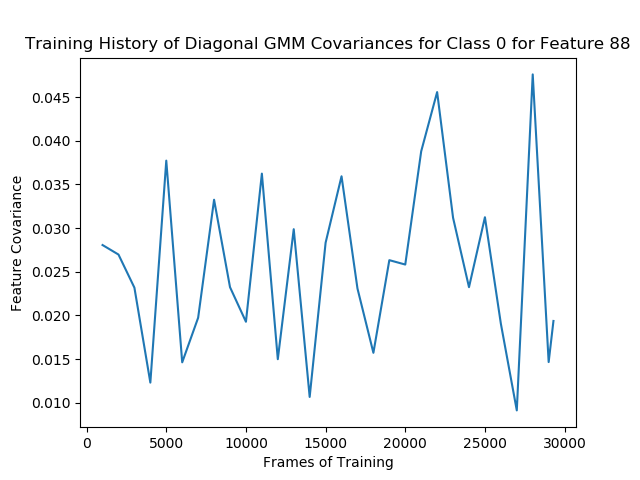 Training History of Diagonal GMM Covariances for Class 0 for Feature 88
0.045
0.040
0.035
0.030
0.025
0.020
0.015
0.010
Feature Covariance
0 5000 10000 15000 20000 25000 30000
Frames of Training